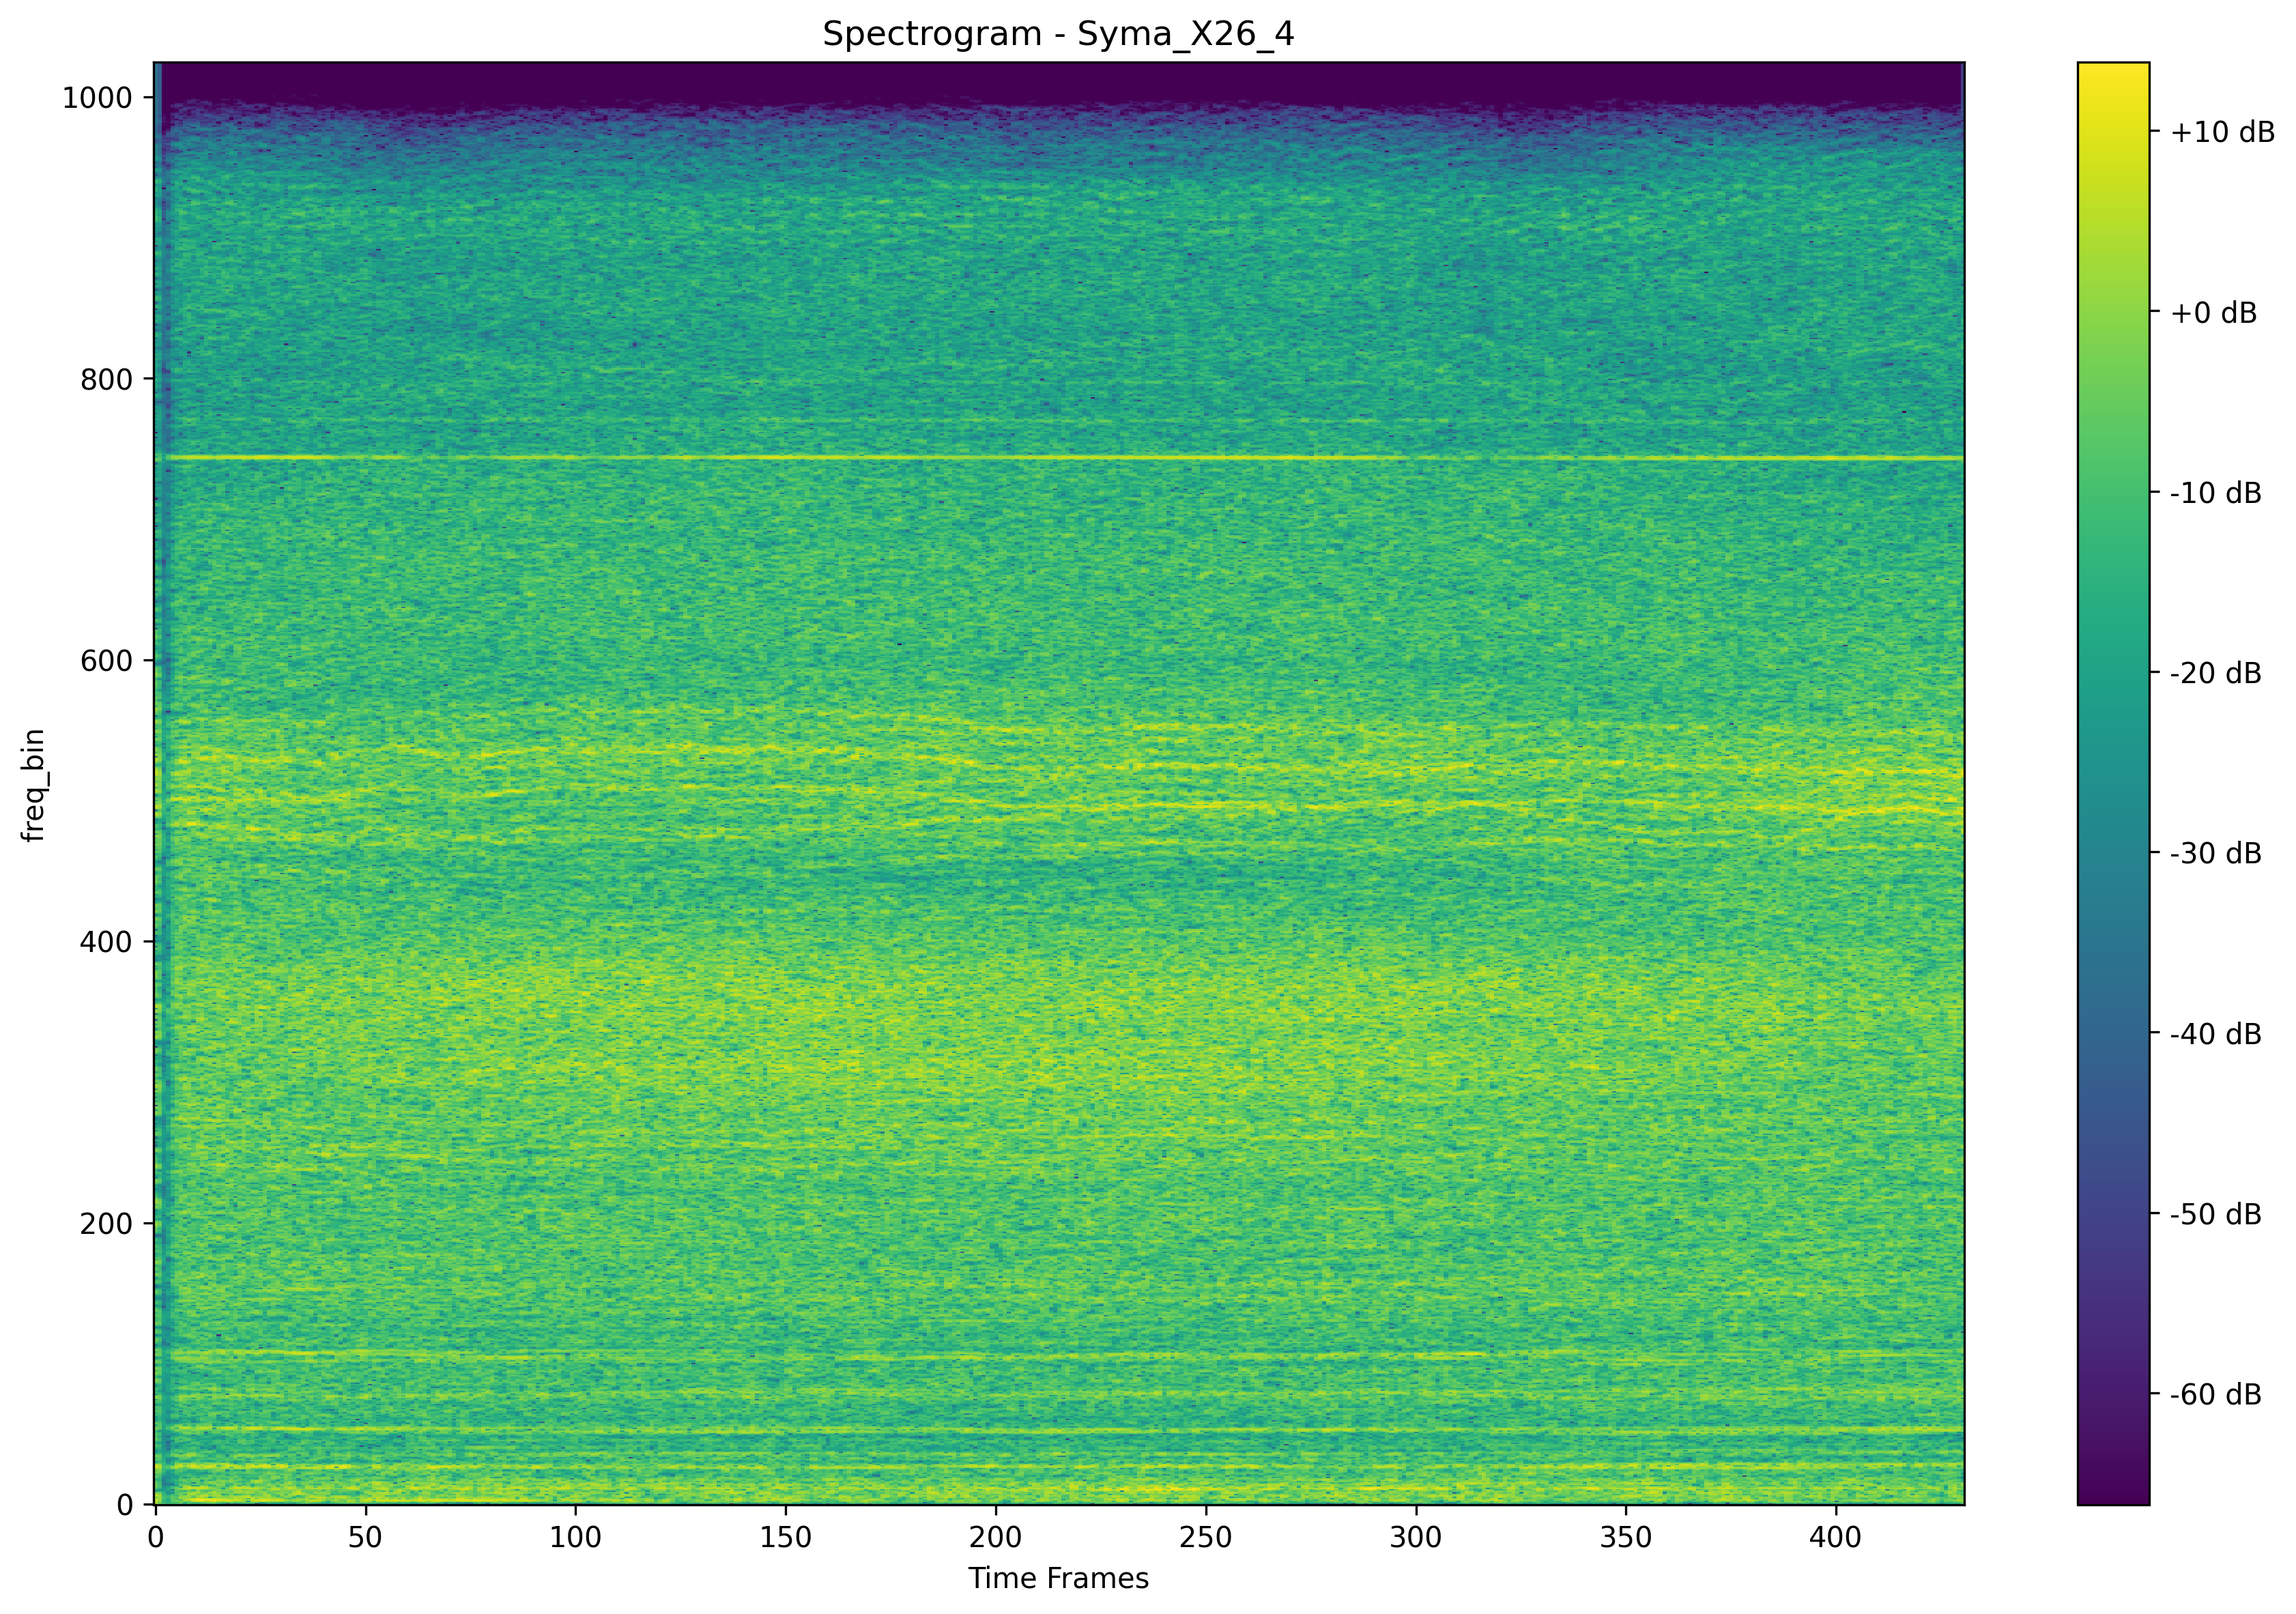 Spectrogram - Syma_X26_4
1000
800
600
400
200
0
freq_bin
0 50 100 150 200 250 300 350 400
Time Frames
+10 dB
+0 dB
-10 dB
-20 dB
-30 dB
-40 dB
-50 dB
-60 dB